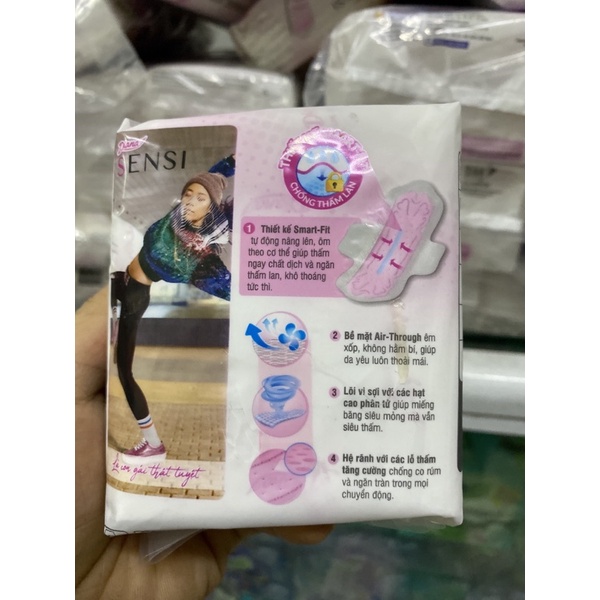 Diana
SENSI
CHỐNG THẤM LAN
1 Thiết kế Smart-Fit
tự động nâng lên, ôm
theo cơ thể giúp thấm
ngay chất dịch và ngăn
thấm lan, khô thoáng
tức thì.
2 Bề mặt Air-Through êm
xốp, không hầm bí, giúp
da yêu luôn thoải mái.
3 Lõi vi sợi với các hạt
cao phân tử giúp miếng
băng siêu mỏng mà vẫn
siêu thấm.
4 Hệ rãnh với các lỗ thấm
tăng cường chống co rúm
và ngăn tràn trong mọi
chuyển động.
Là con gái thật tuyệt